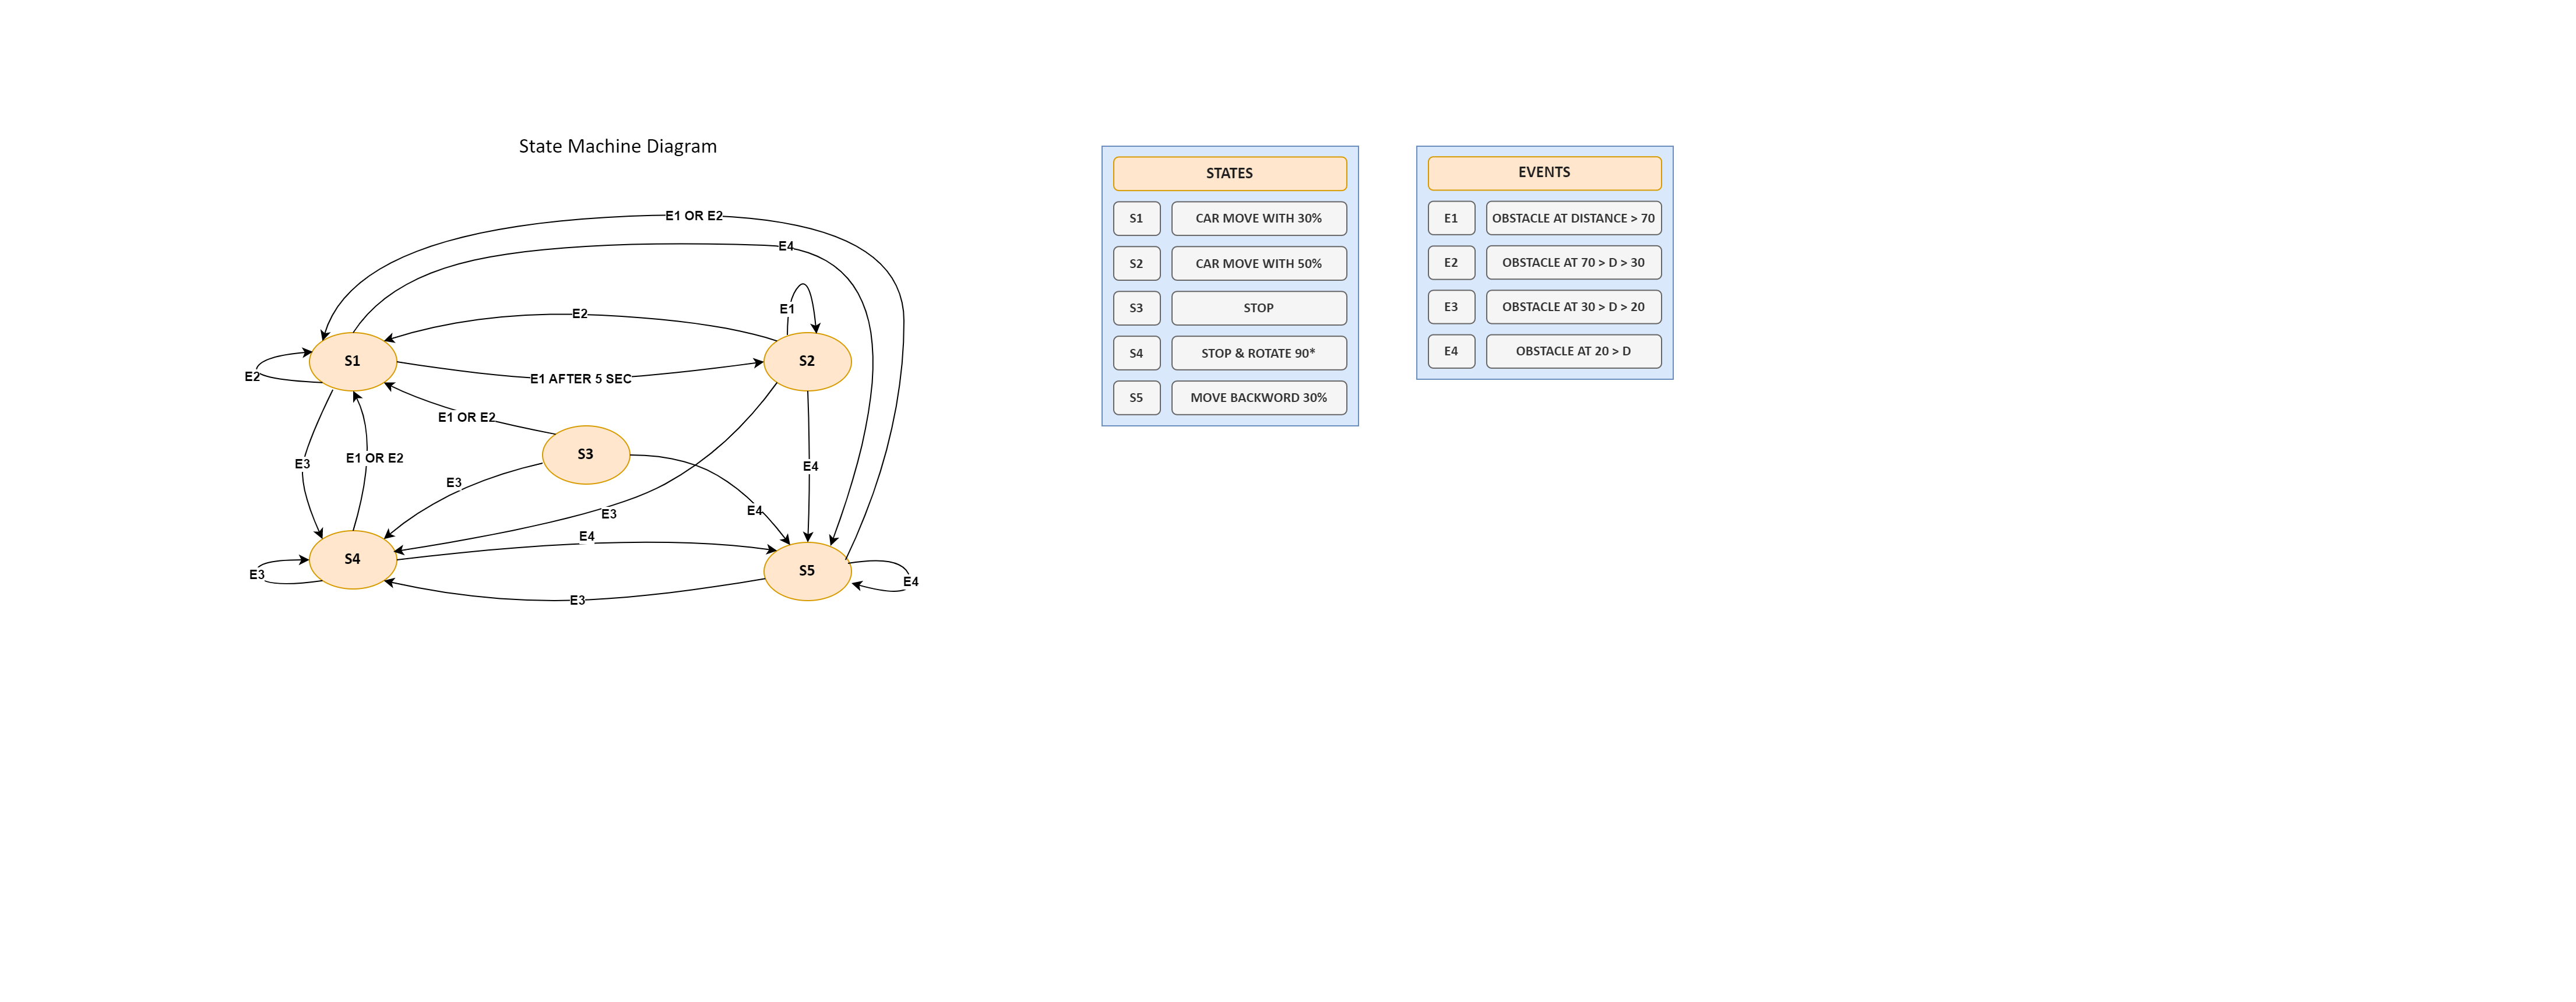 State Machine Diagram
E1 OR E2
E4
E1
E2
S1
S2
E2
E1 AFTER 5 SEC
E1 OR E2
S3
E3
E1 OR E2
E4
E3
E4
E3
E4
S4
S5
E3
E4
E3
STATES
S1 CAR MOVE WITH 30%
S2 CAR MOVE WITH 50%
S3 STOP
S4 STOP & ROTATE 90*
S5 MOVE BACKWORD 30%
EVENTS
E1 OBSTACLE AT DISTANCE > 70
E2 OBSTACLE AT 70 > D > 30
E3 OBSTACLE AT 30 > D > 20
E4 OBSTACLE AT 20 > D